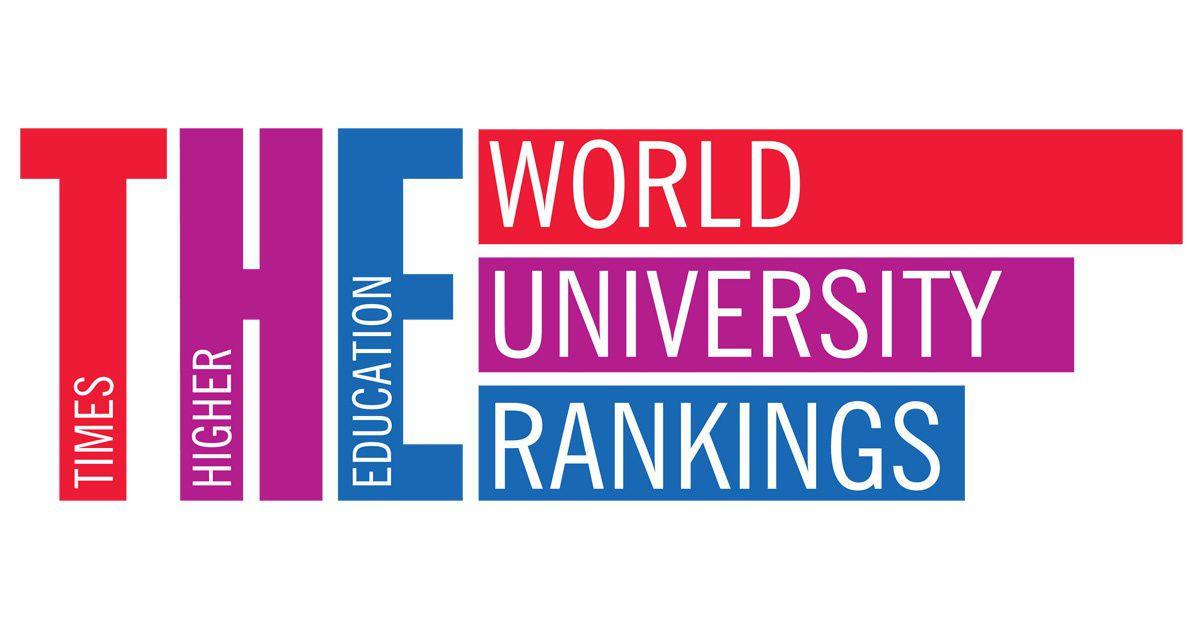 THE
TIMES
HIGHER
EDUCATION
WORLD
UNIVERSITY
RANKINGS